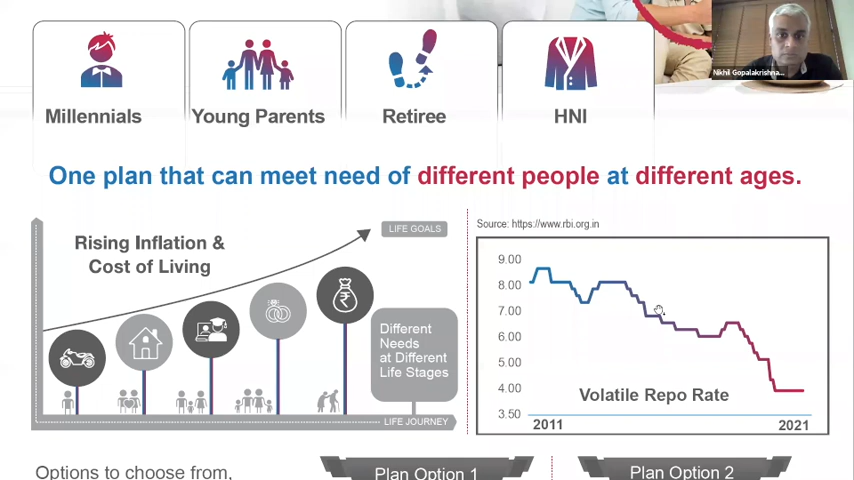 Nikhil Gopalakrishna...
Millennials
Young Parents
Retiree
HNI
One plan that can meet need of different people at different ages.
Rising Inflation &
Cost of Living
LIFE GOALS
Different
Needs
at Different
Life Stages
LIFE JOURNEY
Source: https://www.rbi.org.in
9.00
8.00
7.00
6.00
5.00
4.00
3.50
Volatile Repo Rate
2011
2021
Options to choose from,
Plan Option 1
Plan Option 2